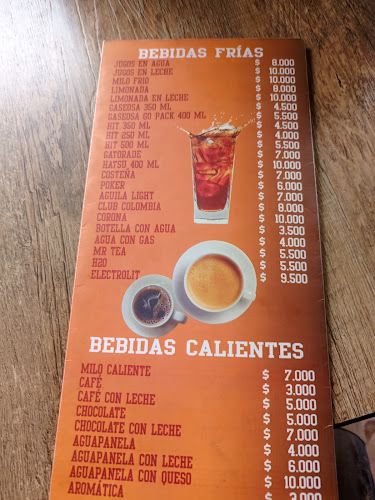 BEBIDAS FRÍAS
JUGOS EN AGUA $ 8.000
JUGOS EN LECHE $ 10.000
MILO FRIO $ 10.000
LIMONADA $ 8.000
LIMONADA EN LECHE $ 10.000
GASEOSA 350 ML $ 4.500
GASEOSA GO PACK 400 ML $ 5.500
HIT 350 ML $ 4.500
HIT 250 ML $ 4.000
HIT 500 ML $ 5.500
GATORADE $ 7.000
HATSU 400 ML $ 10.000
COSTEÑA $ 7.000
POKER $ 6.000
AGUILA LIGHT $ 7.000
CLUB COLOMBIA $ 8.000
CORONA $ 10.000
BOTELLA CON AGUA $ 3.500
AGUA CON GAS $ 4.000
MR TEA $ 5.500
H2O $ 5.500
ELECTROLIT $ 9.500
BEBIDAS CALIENTES
MILO CALIENTE $ 7.000
CAFÉ $ 3.000
CAFÉ CON LECHE $ 5.000
CHOCOLATE $ 5.000
CHOCOLATE CON LECHE $ 7.000
AGUAPANELA $ 4.000
AGUAPANELA CON LECHE $ 6.000
AGUAPANELA CON QUESO $ 10.000
AROMÁTICA $ 3.000